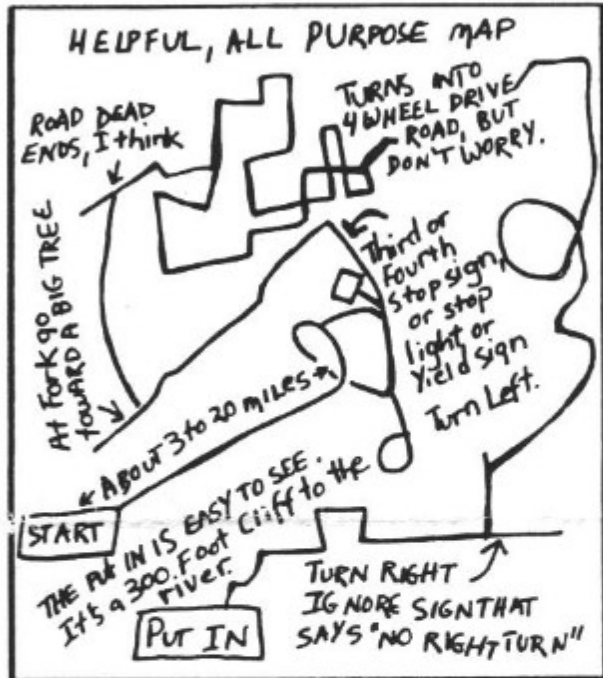 HELPFUL, ALL PURPOSE MAP
ROAD DEAD
ENDS, I think
TURNS INTO
4 WHEEL DRIVE
ROAD, BUT
DON'T WORRY.
Third or
Fourth
stop sign,
or stop
light or
yield sign
Turn Left.
At Fork go
toward A BIG TREE
ABOUT 3 to 20 miles
START
THE PUT IN IS EASY TO SEE.
It's a 300 Foot Cliff to the
river.
PUT IN
TURN RIGHT
IGNORE SIGN THAT
SAYS "NO RIGHT TURN"